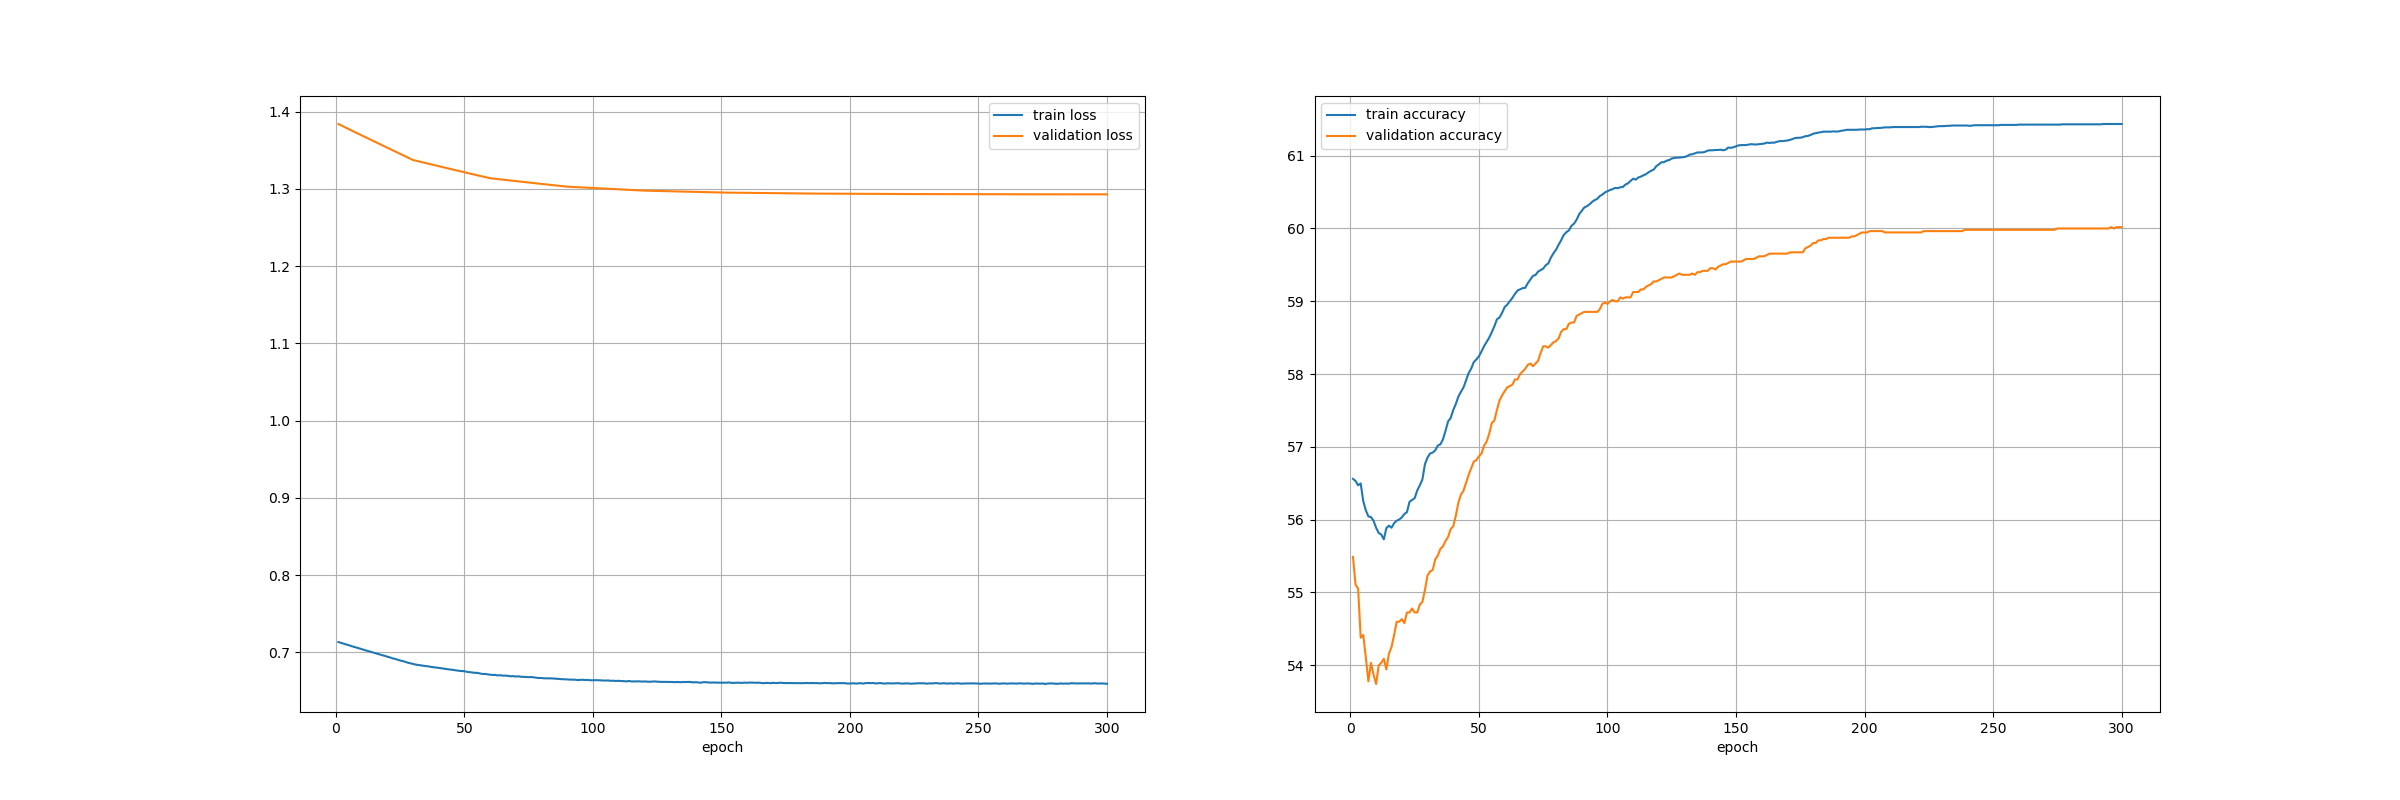 train loss
validation loss
1.4
1.3
1.2
1.1
1.0
0.9
0.8
0.7
0 50 100 150 200 250 300
epoch
train accuracy
validation accuracy
61
60
59
58
57
56
55
54
0 50 100 150 200 250 300
epoch